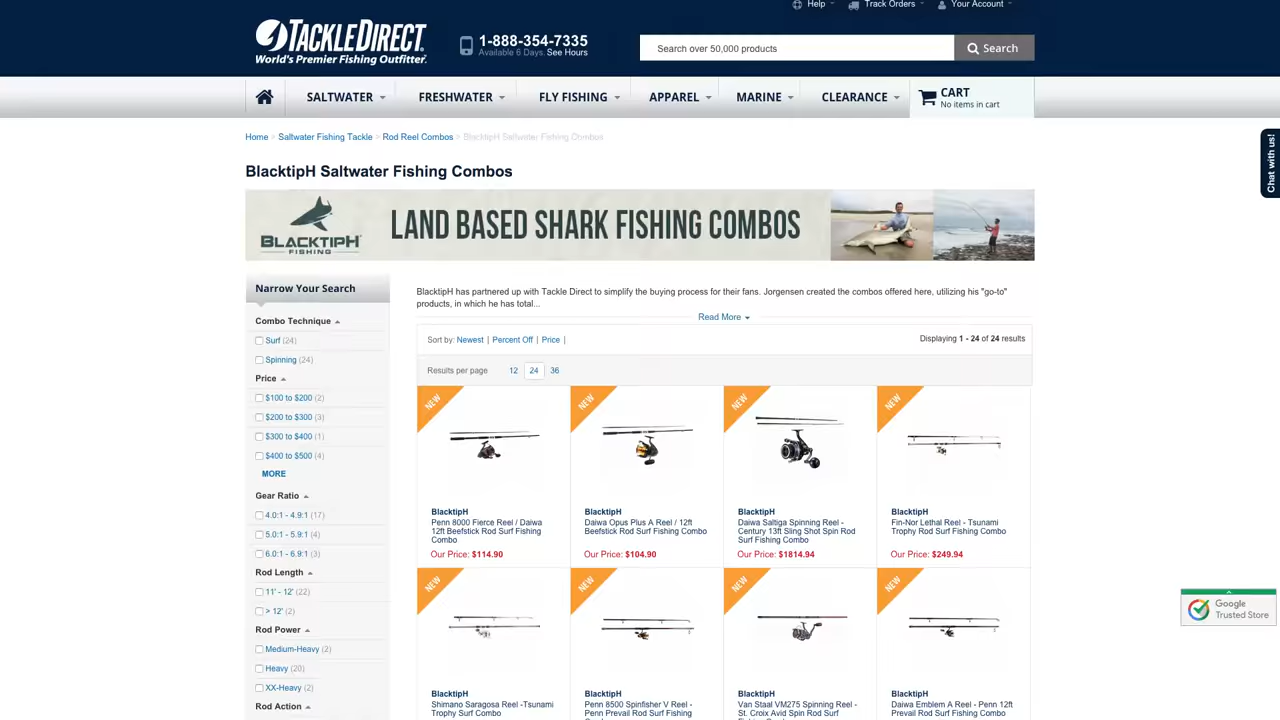 Help
Track Orders
Your Account
TACKLEDIRECT
World's Premier Fishing Outfitter.
1-888-354-7335
Available 6 Days. See Hours
Search over 50,000 products
Search
SALTWATER
FRESHWATER
FLY FISHING
APPAREL
MARINE
CLEARANCE
CART
No items in cart
Home > Saltwater Fishing Tackle > Rod Reel Combos > BlacktipH Saltwater Fishing Combos
Chat with us!
BlacktipH Saltwater Fishing Combos
BLACKTIPH
FISHING
LAND BASED SHARK FISHING COMBOS
Narrow Your Search
Combo Technique
Surf (24)
Spinning (24)
Price
$100 to $200 (2)
$200 to $300 (3)
$300 to $400 (1)
$400 to $500 (4)
MORE
Gear Ratio
4.0:1 - 4.9:1 (17)
5.0:1 - 5.9:1 (4)
6.0:1 - 6.9:1 (3)
Rod Length
11' - 12' (22)
> 12' (2)
Rod Power
Medium-Heavy (2)
Heavy (20)
XX-Heavy (2)
Rod Action
BlacktipH has partnered up with Tackle Direct to simplify the buying process for their fans. Jorgensen created the combos offered here, utilizing his "go-to"
products, in which he has total...
Read More
Sort by: Newest | Percent Off | Price |
Displaying 1 - 24 of 24 results
Results per page 12 24 36
NEW
BlacktipH
Penn 8000 Fierce Reel / Daiwa
12ft Beefstick Rod Surf Fishing
Combo
Our Price: $114.90
NEW
BlacktipH
Daiwa Opus Plus A Reel / 12ft
Beefstick Rod Surf Fishing Combo
Our Price: $104.90
NEW
BlacktipH
Daiwa Saltiga Spinning Reel -
Century 13ft Sling Shot Spin Rod
Surf Fishing Combo
Our Price: $1814.94
NEW
BlacktipH
Fin-Nor Lethal Reel - Tsunami
Trophy Rod Surf Fishing Combo
Our Price: $249.94
NEW
BlacktipH
Shimano Saragosa Reel -Tsunami
Trophy Surf Combo
NEW
BlacktipH
Penn 8500 Spinfisher V Reel -
Penn Prevail Rod Surf Fishing
NEW
BlacktipH
Van Staal VM275 Spinning Reel -
St. Croix Avid Spin Rod Surf
NEW
BlacktipH
Daiwa Emblem A Reel - Penn 12ft
Prevail Rod Surf Fishing Combo
Google
Trusted Store